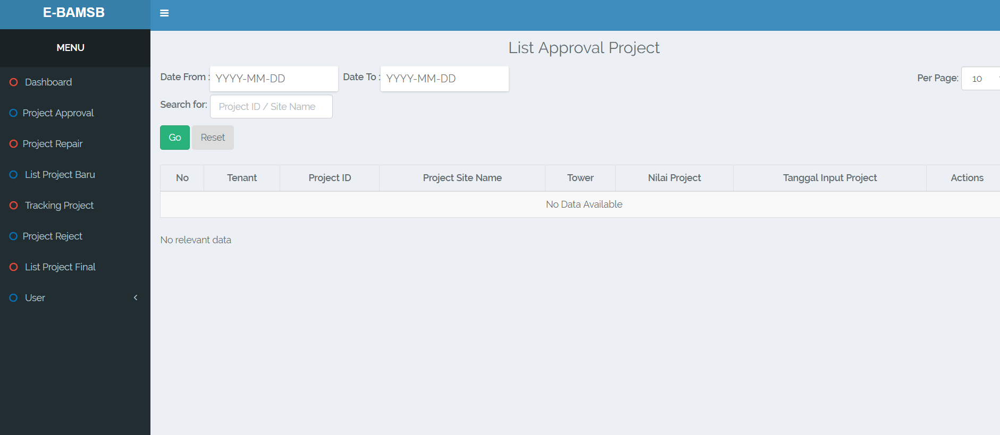 E-BAMSB
MENU
Dashboard
Project Approval
Project Repair
List Project Baru
Tracking Project
Project Reject
List Project Final
User
List Approval Project
Date From : YYYY-MM-DD Date To : YYYY-MM-DD Per Page: 10
Search for: Project ID / Site Name
Go Reset
No Tenant Project ID Project Site Name Tower Nilai Project Tanggal Input Project Actions
No Data Available
No relevant data